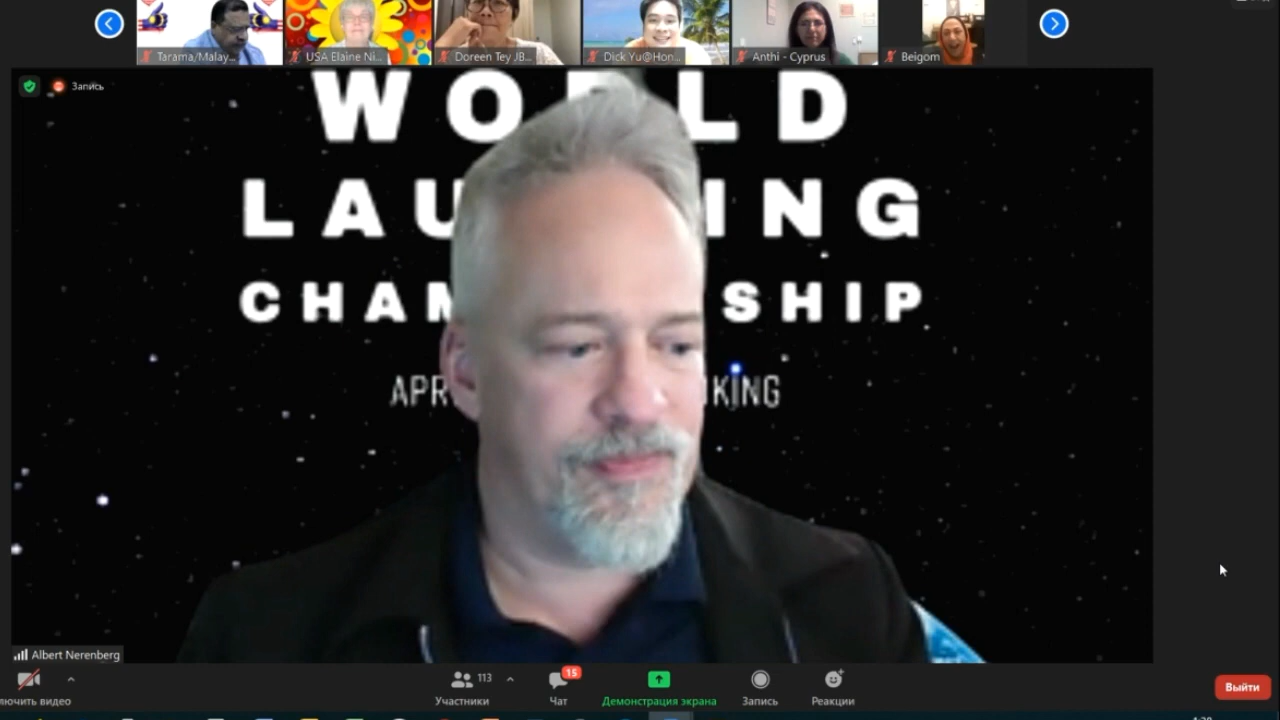 Tarama/Malay...
USA Elaine Ni...
Doreen Tey JB...
Dick Yu@Hon...
Anthi - Cyprus
Beigom
Запись
WO LD
LAU ING
CHAM SHIP
APR KING
Albert Nerenberg
лючить видео
113
Участники
15
Чат
Демонстрация экрана
Запись
Реакции
Выйти